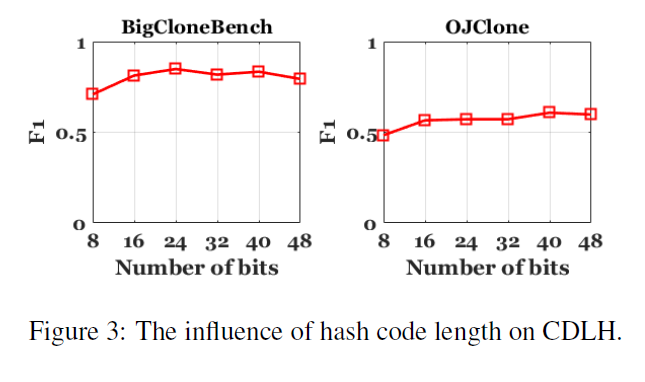 BigCloneBench
1
0.5
0
F1
8 16 24 32 40 48
Number of bits
OJClone
1
0.5
0
F1
8 16 24 32 40 48
Number of bits
Figure 3: The influence of hash code length on CDLH.